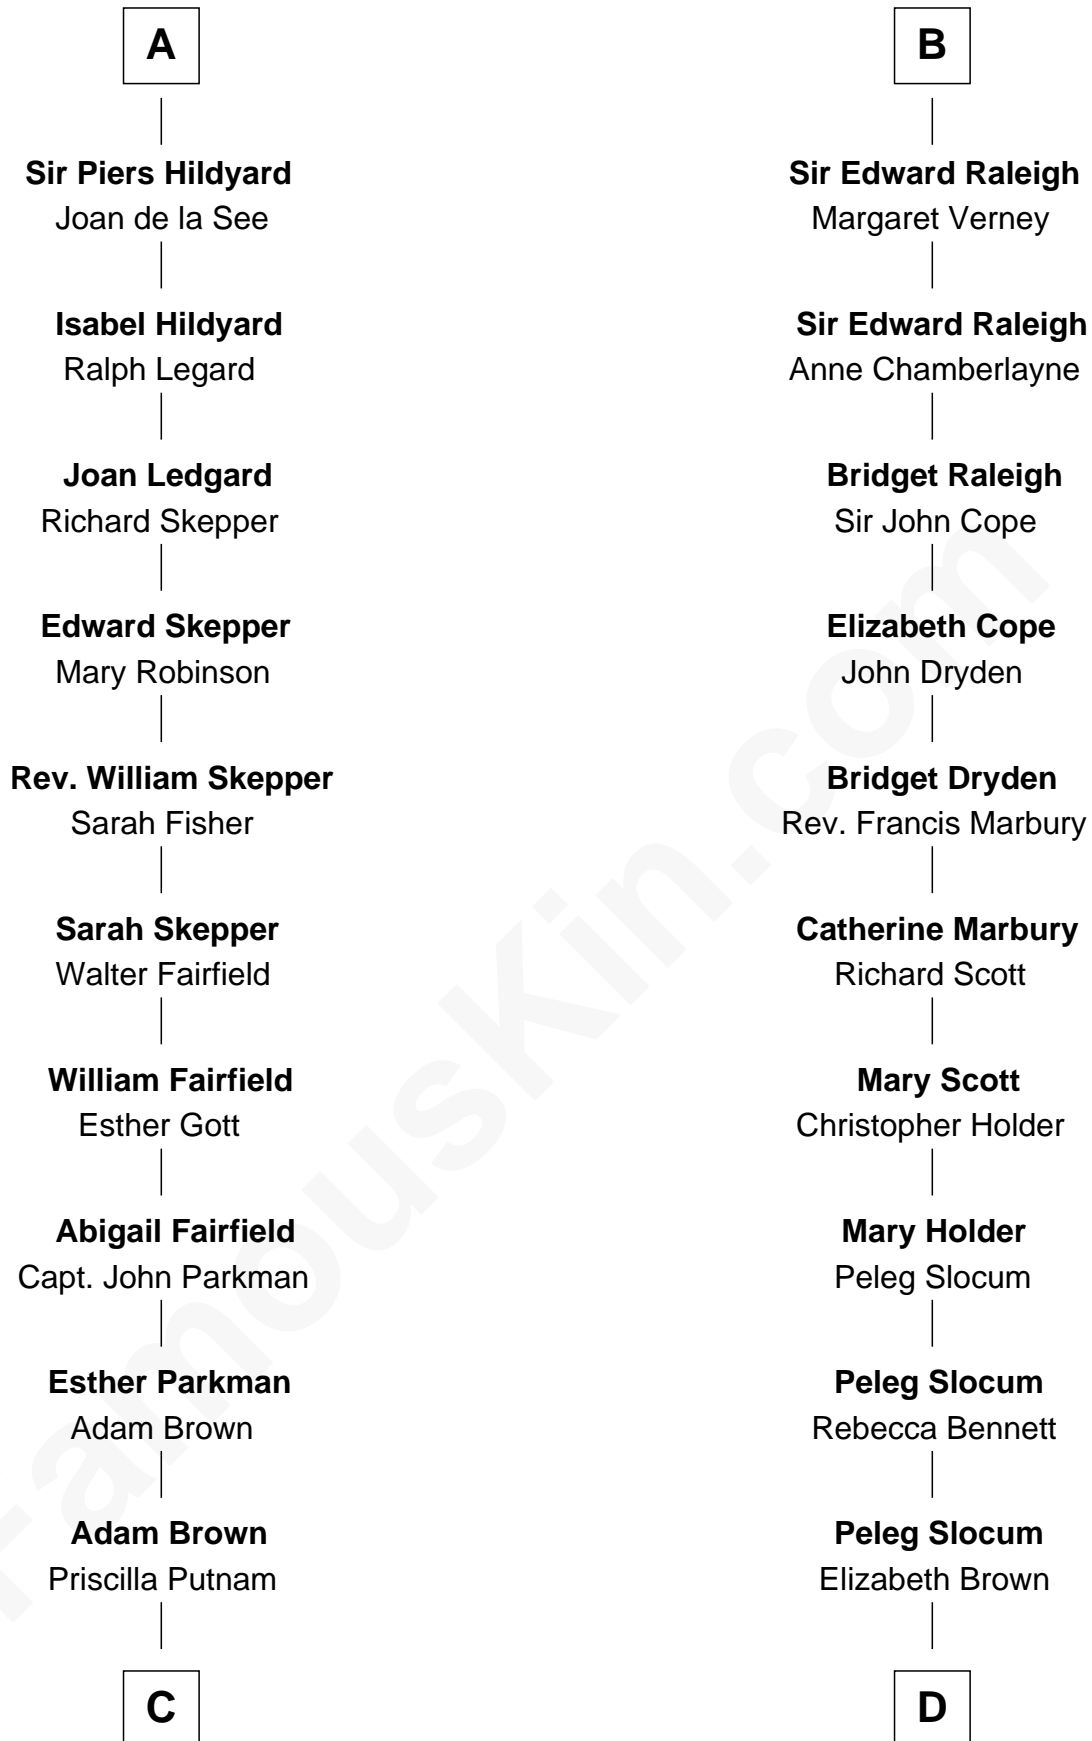 A
Sir Piers Hildyard
Joan de la See
Isabel Hildyard
Ralph Legard
Joan Ledgard
Richard Skepper
Edward Skepper
Mary Robinson
Rev. William Skepper
Sarah Fisher
Sarah Skepper
Walter Fairfield
William Fairfield
Esther Gott
Abigail Fairfield
Capt. John Parkman
Esther Parkman
Adam Brown
Adam Brown
Priscilla Putnam
C
B
Sir Edward Raleigh
Margaret Verney
Sir Edward Raleigh
Anne Chamberlayne
Bridget Raleigh
Sir John Cope
Elizabeth Cope
John Dryden
Bridget Dryden
Rev. Francis Marbury
Catherine Marbury
Richard Scott
Mary Scott
Christopher Holder
Mary Holder
Peleg Slocum
Peleg Slocum
Rebecca Bennett
Peleg Slocum
Elizabeth Brown
D
FamousKin.com